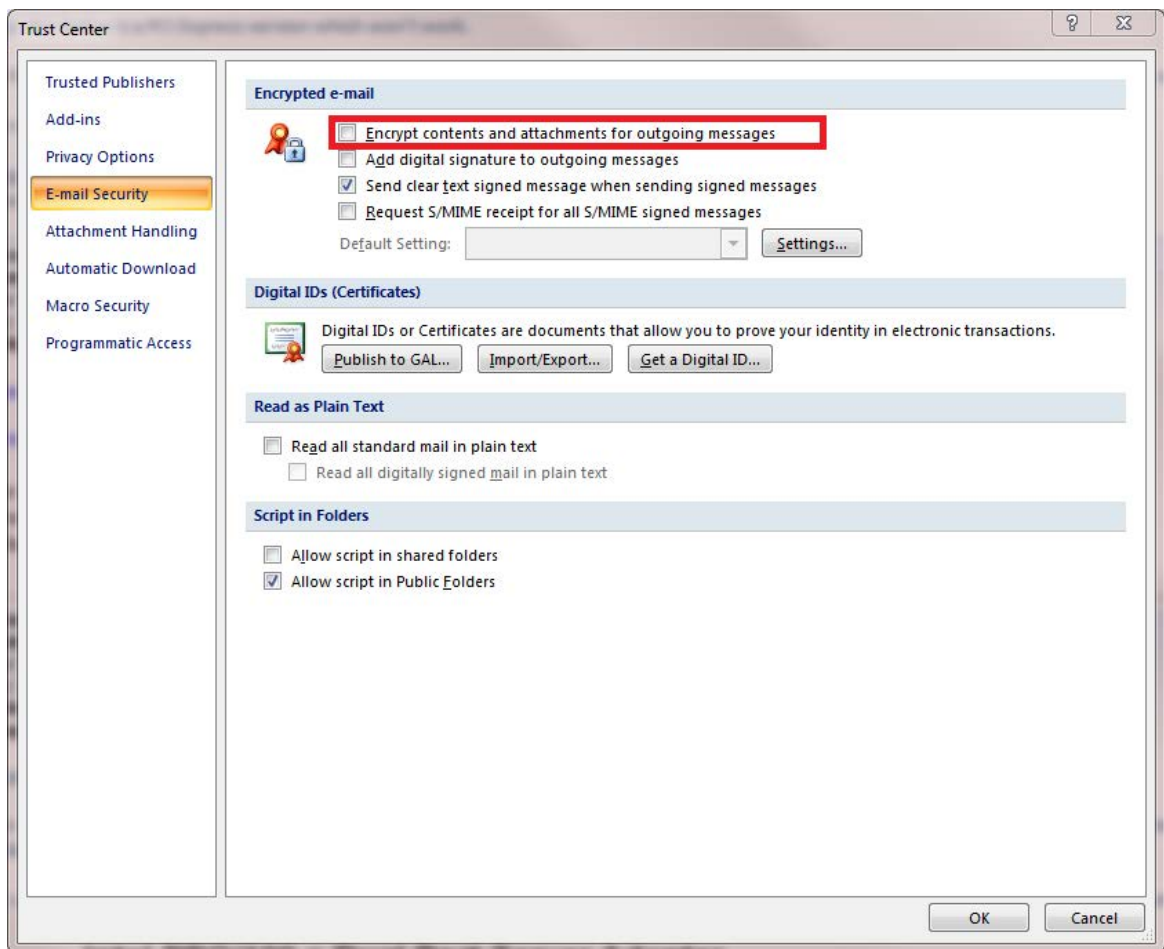 Trust Center
Trusted Publishers
Add-ins
Privacy Options
E-mail Security
Attachment Handling
Automatic Download
Macro Security
Programmatic Access
Encrypted e-mail
Encrypt contents and attachments for outgoing messages
Add digital signature to outgoing messages
Send clear text signed message when sending signed messages
Request S/MIME receipt for all S/MIME signed messages
Default Setting:
Settings...
Digital IDs (Certificates)
Digital IDs or Certificates are documents that allow you to prove your identity in electronic transactions.
Publish to GAL... Import/Export... Get a Digital ID...
Read as Plain Text
Read all standard mail in plain text
Read all digitally signed mail in plain text
Script in Folders
Allow script in shared folders
Allow script in Public Folders
OK Cancel